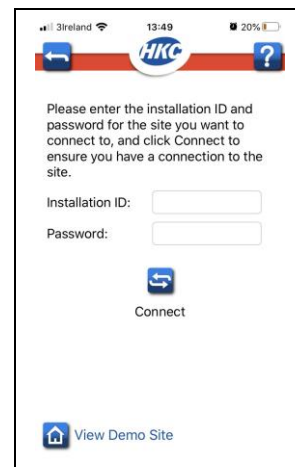 3Ireland 13:49 20%
HKC
?
Please enter the installation ID and
password for the site you want to
connect to, and click Connect to
ensure you have a connection to the
site.
Installation ID:
Password:
Connect
View Demo Site